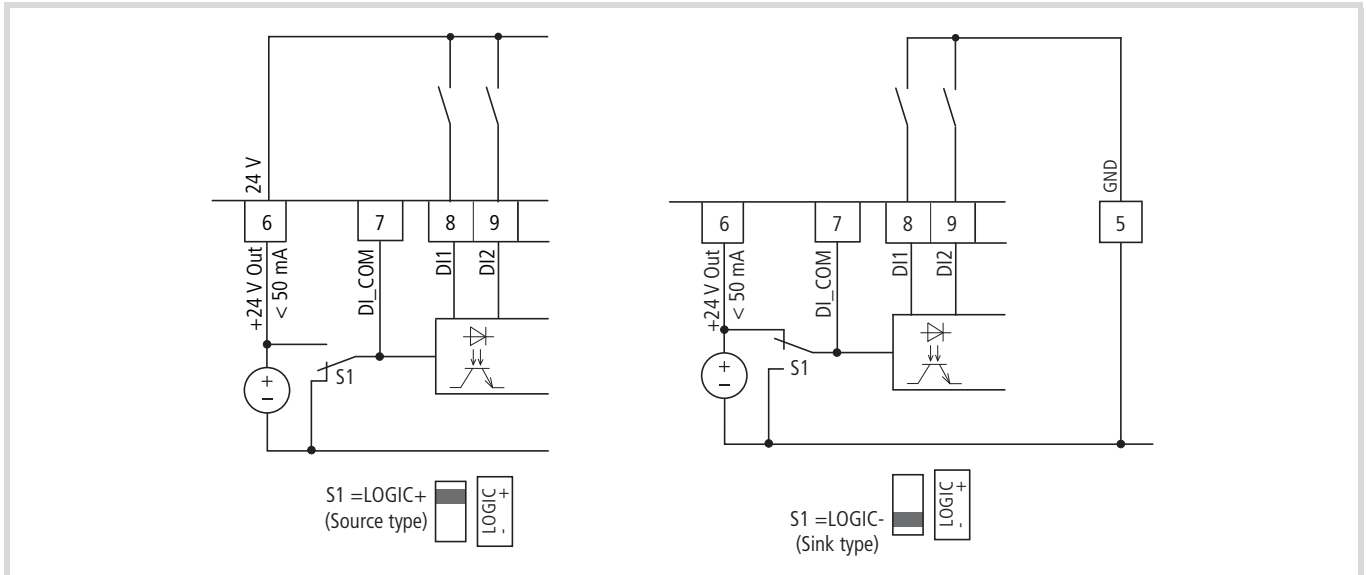 24 V
6
7
8
9
+24 V Out
< 50 mA
DI_COM
DI1
DI2
+
−
S1
S1 =LOGIC+
(Source type)
LOGIC
+
-
GND
6
7
8
9
5
+24 V Out
< 50 mA
DI_COM
DI1
DI2
+
−
S1
S1 =LOGIC-
(Sink type)
LOGIC
+
-